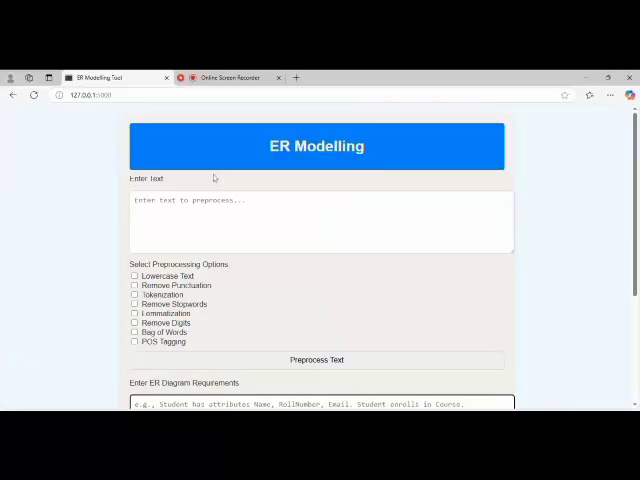 ER Modelling Tool
Online Screen Recorder
127.0.0.1:5000
ER Modelling
Enter Text
Enter text to preprocess...
Select Preprocessing Options
Lowercase Text
Remove Punctuation
Tokenization
Remove Stopwords
Lemmatization
Remove Digits
Bag of Words
POS Tagging
Preprocess Text
Enter ER Diagram Requirements
e.g., Student has attributes Name, RollNumber, Email. Student enrolls in Course.